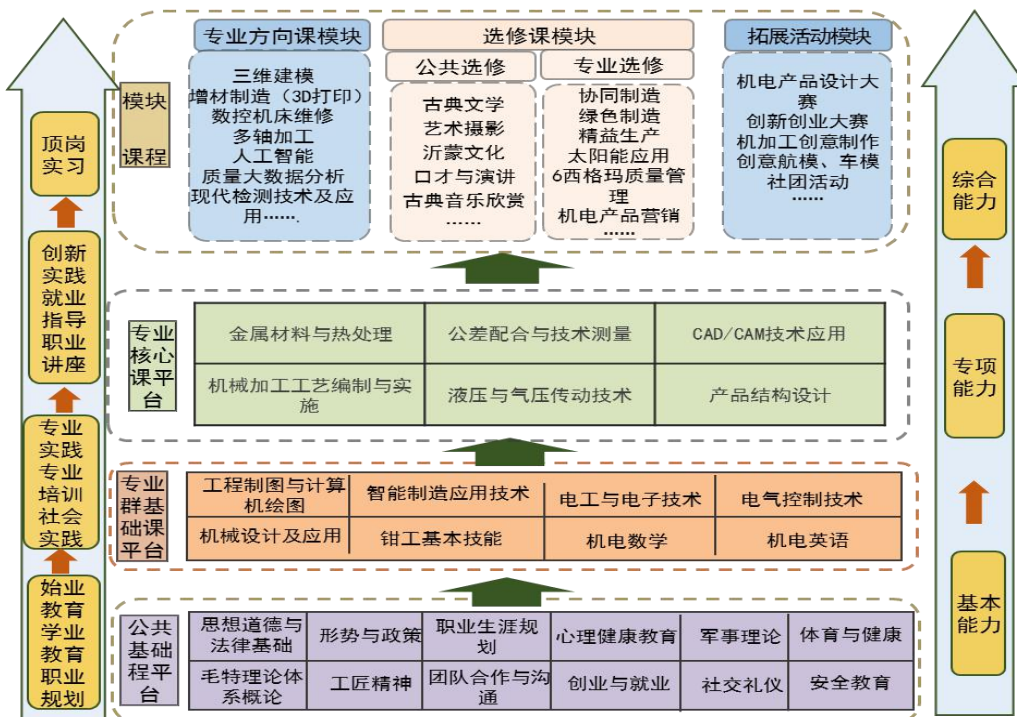 顶岗
实习
创新
实践
就业
指导
职业
讲座
专业
实践
专业
培训
社会
实践
始业
教育
学业
教育
职业
规划
模块
课程
专业方向课模块
三维建模
增材制造（3D打印）
数控机床维修
多轴加工
人工智能
质量大数据分析
现代检测技术及应
用…….
选修课模块
公共选修
古典文学
艺术摄影
沂蒙文化
口才与演讲
古典音乐欣赏
……
专业选修
协同制造
绿色制造
精益生产
太阳能应用
6西格玛质量管
理
机电产品营销
……
拓展活动模块
机电产品设计大
赛
创新创业大赛
机加工创意制作
创意航模、车模
社团活动
……
专业
核心
课平
台
金属材料与热处理
公差配合与技术测量
CAD/CAM技术应用
机械加工工艺编制与实
施
液压与气压传动技术
产品结构设计
专业
群基
础课
平台
工程制图与计算
机绘图
智能制造应用技术
电工与电子技术
电气控制技术
机械设计及应用
钳工基本技能
机电数学
机电英语
公共
基础
程平
台
思想道德与
法律基础
形势与政策
职业生涯规
划
心理健康教育
军事理论
体育与健康
毛特理论体
系概论
工匠精神
团队合作与沟
通
创业与就业
社交礼仪
安全教育
综合
能力
专项
能力
基本
能力